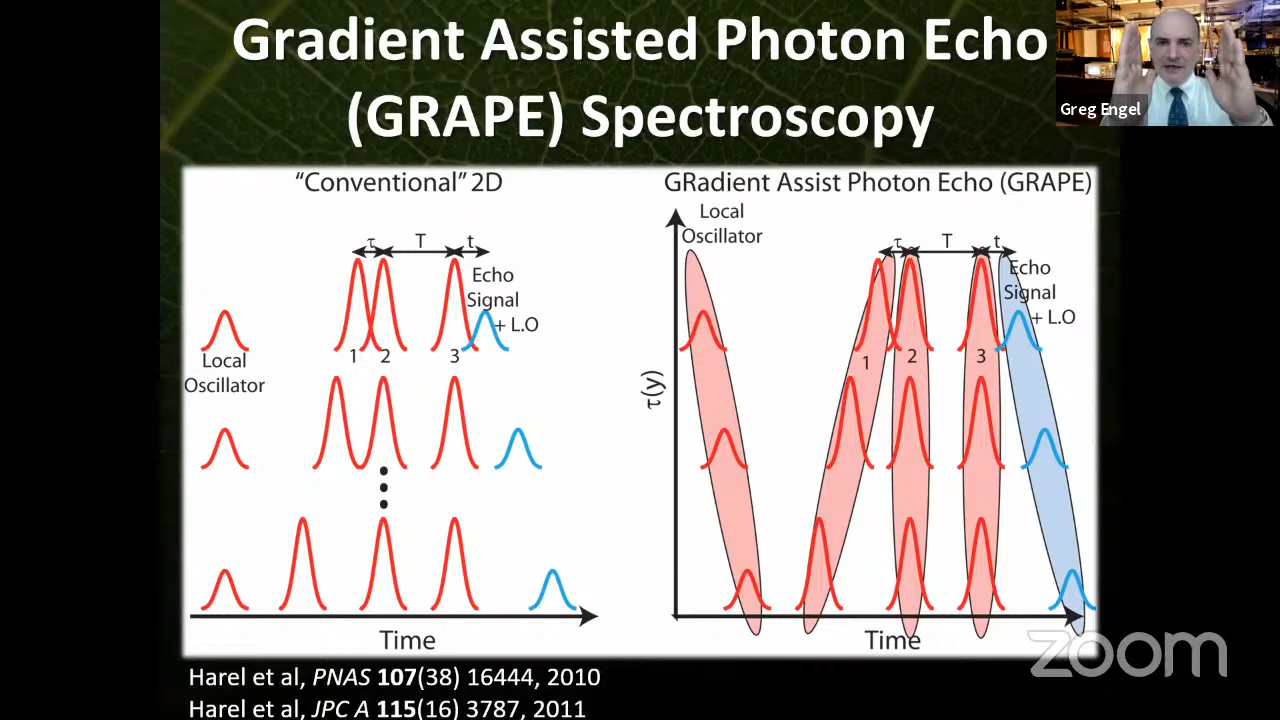 Gradient Assisted Photon Echo
(GRAPE) Spectroscopy
Greg Engel
"Conventional" 2D
τ
T
t
Echo
Signal
+ L.O
1
2
3
Local
Oscillator
Time
GRadient Assist Photon Echo (GRAPE)
Local
Oscillator
τ
T
t
Echo
Signal
+ L.O
1
2
3
τ(y)
Time
zoom
Harel et al, PNAS 107(38) 16444, 2010
Harel et al, JPC A 115(16) 3787, 2011